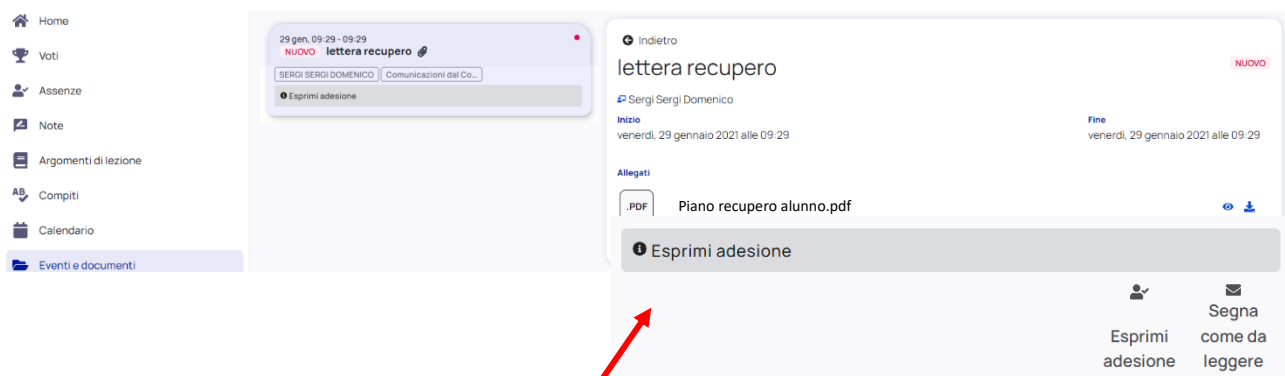 Home
Voti
Assenze
Note
Argomenti di lezione
Compiti
Calendario
Eventi e documenti
29 gen, 09:29 - 09:29
NUOVO lettera recupero
SERGI SERGI DOMENICO Comunicazioni dal Co...
Esprimi adesione
Indietro
lettera recupero
NUOVO
Sergi Sergi Domenico
Inizio
venerdì, 29 gennaio 2021 alle 09:29
Fine
venerdì, 29 gennaio 2021 alle 09:29
Allegati
.PDF Piano recupero alunno.pdf
Esprimi adesione
Esprimi
adesione
Segna
come da
leggere